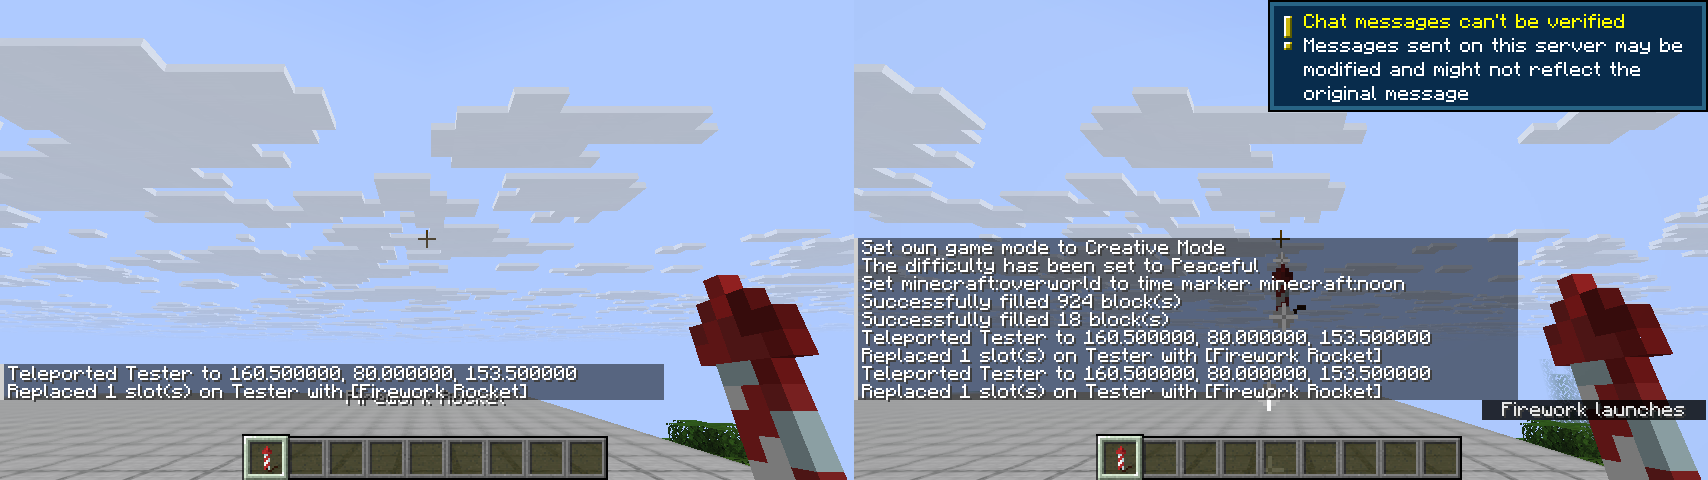 Teleported Tester to 160.500000, 80.000000, 153.500000
Replaced 1 slot(s) on Tester with [Firework Rocket]
Firework Rocket
Chat messages can't be verified
Messages sent on this server may be
modified and might not reflect the
original message
Set own game mode to Creative Mode
The difficulty has been set to Peaceful
Set minecraft:overworld to time marker minecraft:noon
Successfully filled 924 block(s)
Successfully filled 18 block(s)
Teleported Tester to 160.500000, 80.000000, 153.500000
Replaced 1 slot(s) on Tester with [Firework Rocket]
Teleported Tester to 160.500000, 80.000000, 153.500000
Replaced 1 slot(s) on Tester with [Firework Rocket]
Firework launches